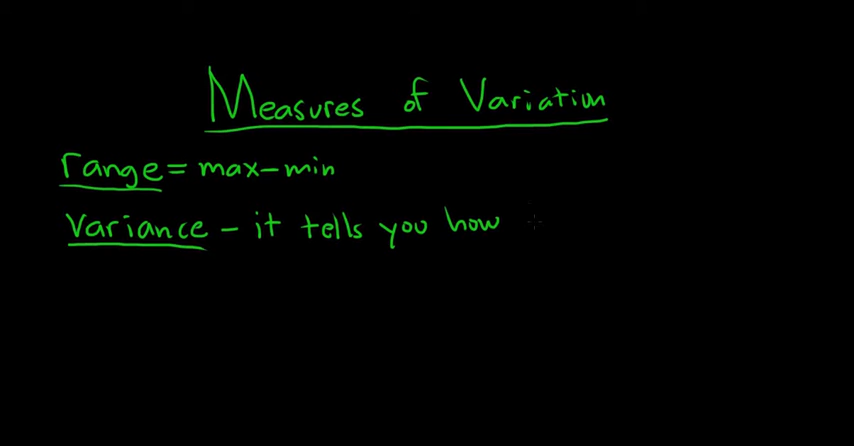 Measures of Variation
range = max - min
Variance - it tells you how